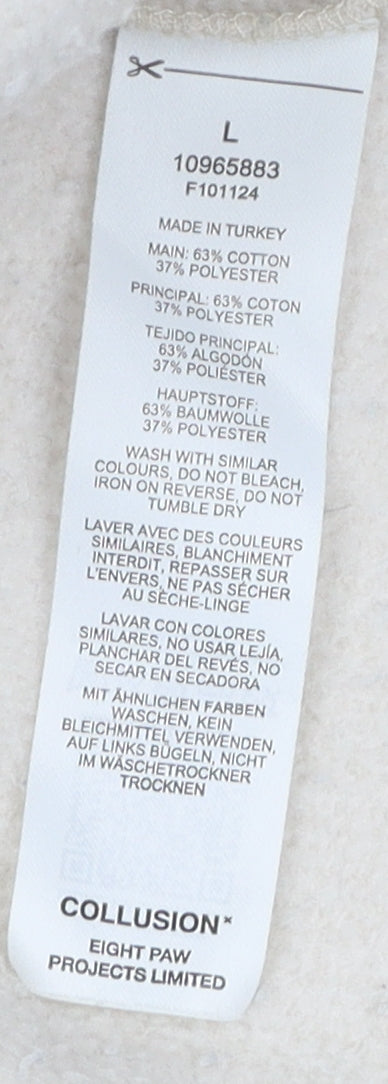 L
10965883
F101124
MADE IN TURKEY
MAIN: 63% COTTON
37% POLYESTER
PRINCIPAL: 63% COTON
37% POLYESTER
TEJIDO PRINCIPAL:
63% ALGODÓN
37% POLIÉSTER
HAUPTSTOFF:
63% BAUMWOLLE
37% POLYESTER
WASH WITH SIMILAR
COLOURS, DO NOT BLEACH,
IRON ON REVERSE, DO NOT
TUMBLE DRY
LAVER AVEC DES COULEURS
SIMILAIRES, BLANCHIMENT
INTERDIT, REPASSER SUR
L'ENVERS, NE PAS SÉCHER
AU SÈCHE-LINGE
LAVAR CON COLORES
SIMILARES, NO USAR LEJÍA,
PLANCHAR DEL REVÉS, NO
SECAR EN SECADORA
MIT ÄHNLICHEN FARBEN
WASCHEN, KEIN
BLEICHMITTEL VERWENDEN,
AUF LINKS BÜGELN, NICHT
IM WÄSCHETROCKNER
TROCKNEN
COLLUSION×
EIGHT PAW
PROJECTS LIMITED